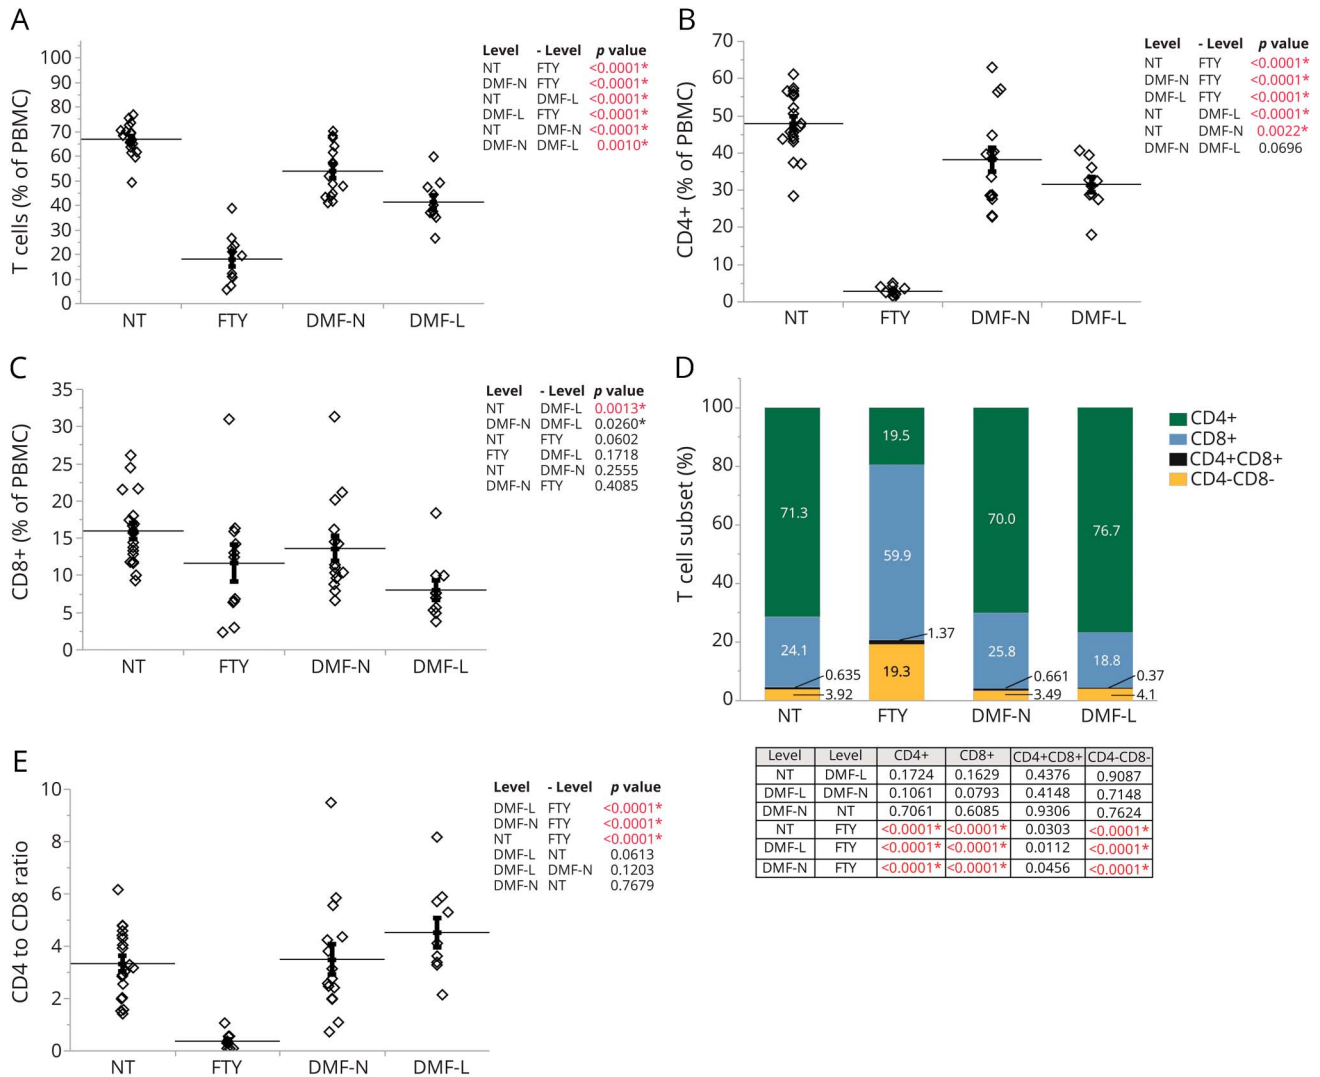 A
T cells (% of PBMC)
100
90
80
70
60
50
40
30
20
10
0
NT FTY DMF-N DMF-L
Level - Level p value
NT FTY <0.0001*
DMF-N FTY <0.0001*
NT DMF-L <0.0001*
DMF-L FTY <0.0001*
NT DMF-N <0.0001*
DMF-N DMF-L 0.0010*
B
CD4+ (% of PBMC)
70
60
50
40
30
20
10
0
NT FTY DMF-N DMF-L
Level - Level p value
NT FTY <0.0001*
DMF-N FTY <0.0001*
DMF-L FTY <0.0001*
NT DMF-L <0.0001*
NT DMF-N 0.0022*
DMF-N DMF-L 0.0696
C
CD8+ (% of PBMC)
35
30
25
20
15
10
5
0
NT FTY DMF-N DMF-L
Level - Level p value
NT DMF-L 0.0013*
DMF-N DMF-L 0.0260*
NT FTY 0.0602
FTY DMF-L 0.1718
NT DMF-N 0.2555
DMF-N FTY 0.4085
D
T cell subset (%)
100
80
60
40
20
0
71.3
24.1
0.635
3.92
19.5
59.9
1.37
19.3
70.0
25.8
0.661
3.49
76.7
18.8
0.37
4.1
NT FTY DMF-N DMF-L
CD4+
CD8+
CD4+CD8+
CD4-CD8-
Level Level CD4+ CD8+ CD4+CD8+ CD4-CD8-
NT DMF-L 0.1724 0.1629 0.4376 0.9087
DMF-L DMF-N 0.1061 0.0793 0.4148 0.7148
DMF-N NT 0.7061 0.6085 0.9306 0.7624
NT FTY <0.0001* <0.0001* 0.0303 <0.0001*
DMF-L FTY <0.0001* <0.0001* 0.0112 <0.0001*
DMF-N FTY <0.0001* <0.0001* 0.0456 <0.0001*
E
CD4 to CD8 ratio
10
8
6
4
2
0
NT FTY DMF-N DMF-L
Level - Level p value
DMF-L FTY <0.0001*
DMF-N FTY <0.0001*
NT FTY <0.0001*
DMF-L NT 0.0613
DMF-L DMF-N 0.1203
DMF-N NT 0.7679